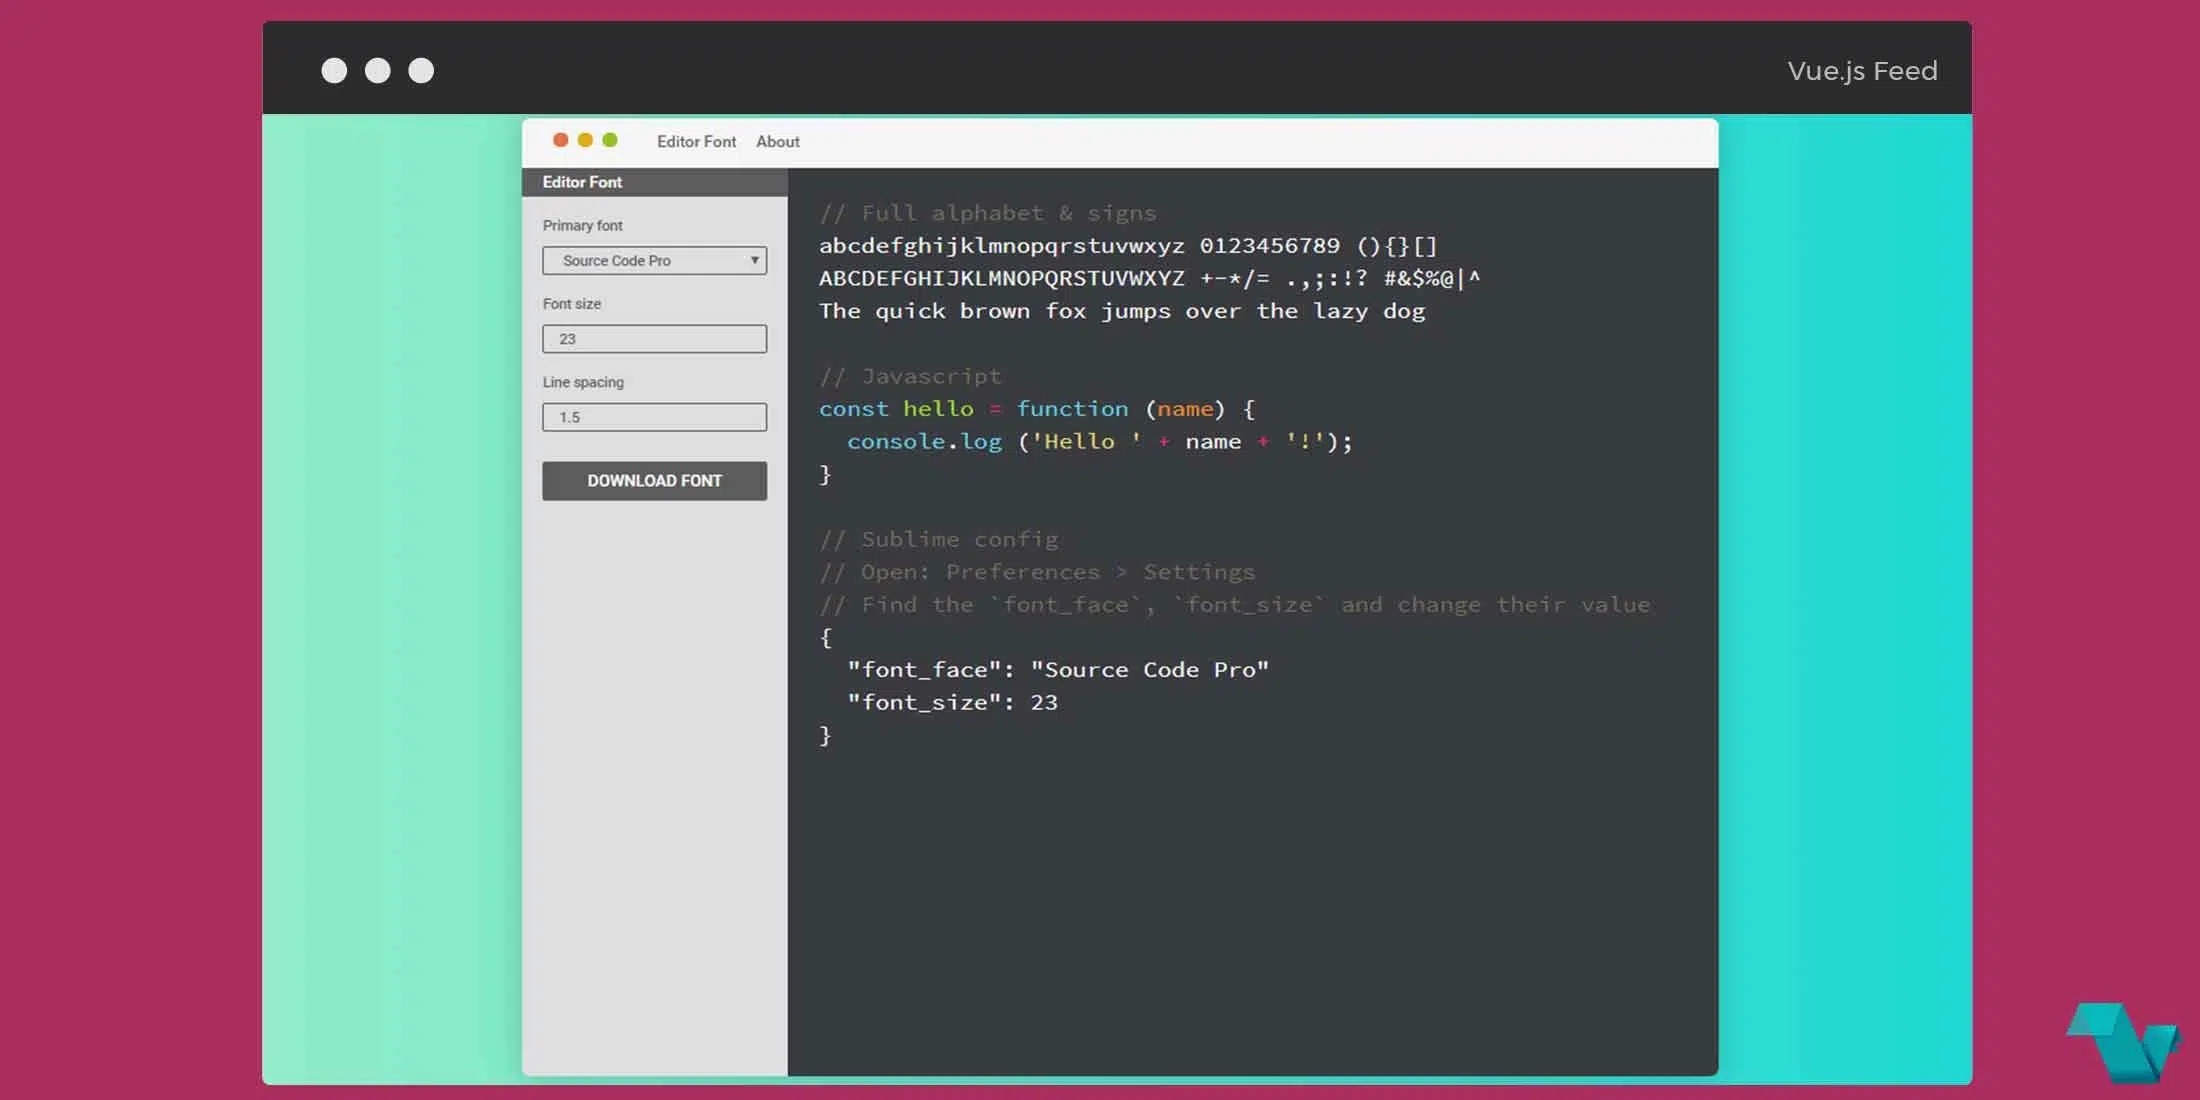 Vue.js Feed
Editor Font About
Editor Font
Primary font
Source Code Pro
Font size
23
Line spacing
1.5
DOWNLOAD FONT
// Full alphabet & signs
abcdefghijklmnopqrstuvwxyz 0123456789 (){}[]
ABCDEFGHIJKLMNOPQRSTUVWXYZ +-*/= .,;:!? #&$%@|^
The quick brown fox jumps over the lazy dog
// Javascript
const hello = function (name) {
  console.log ('Hello ' + name + '!');
}
// Sublime config
// Open: Preferences > Settings
// Find the `font_face`, `font_size` and change their value
{
  "font_face": "Source Code Pro"
  "font_size": 23
}